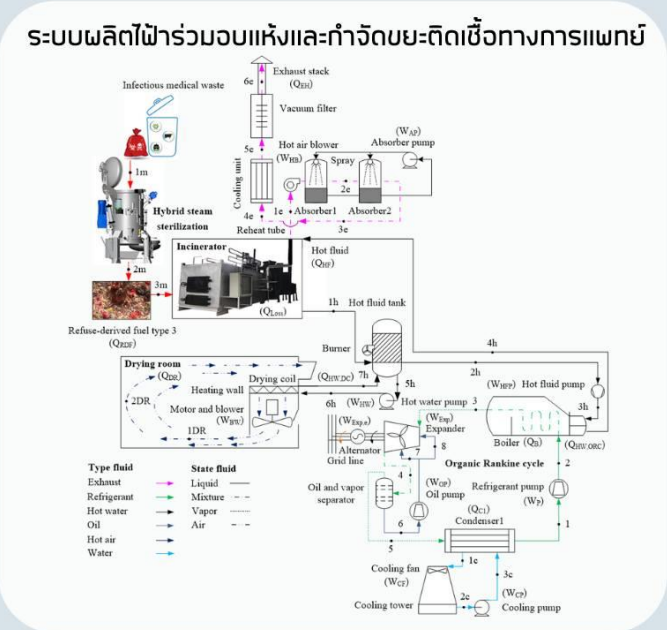 ระบบผลิตไฟฟ้าร่วมอบแห้งและกำจัดขยะติดเชื้อทางการแพทย์
Infectious medical waste
Exhaust stack
(QEH)
6e
Vacuum filter
5e
Hot air blower
(WHB)
Spray
(WAP)
Absorber pump
Cooling unit
1m
2e
1e
Absorber1
Absorber2
4e
3e
Reheat tube
Hybrid steam
sterilization
Incinerator
Hot fluid
(QHF)
2m
3m
(QLoss)
1h
Hot fluid tank
Refuse-derived fuel type 3
(QRDF)
4h
Burner
2h
Drying room
(QDR)
Drying coil
(QHW,DC)
7h
5h
Heating wall
2DR
6h
(WHW)
Hot water pump
(WHFP)
Hot fluid pump
Motor and blower
(WBW)
1DR
3
3h
(WExp,e)
(WExp)
Expander
Boiler
(QB)
(QHW,ORC)
Alternator
Grid line
7
8
Organic Rankine cycle
2
Type fluid
State fluid
Exhaust
Liquid
Refrigerant
Mixture
Hot water
Vapor
Oil
Air
Hot air
Water
4
Oil and vapor
separator
(WOP)
Oil pump
Refrigerant pump
(WP)
6
(QC1)
Condenser1
1
5
1c
3c
Cooling fan
(WCF)
2c
(WCP)
Cooling tower
Cooling pump